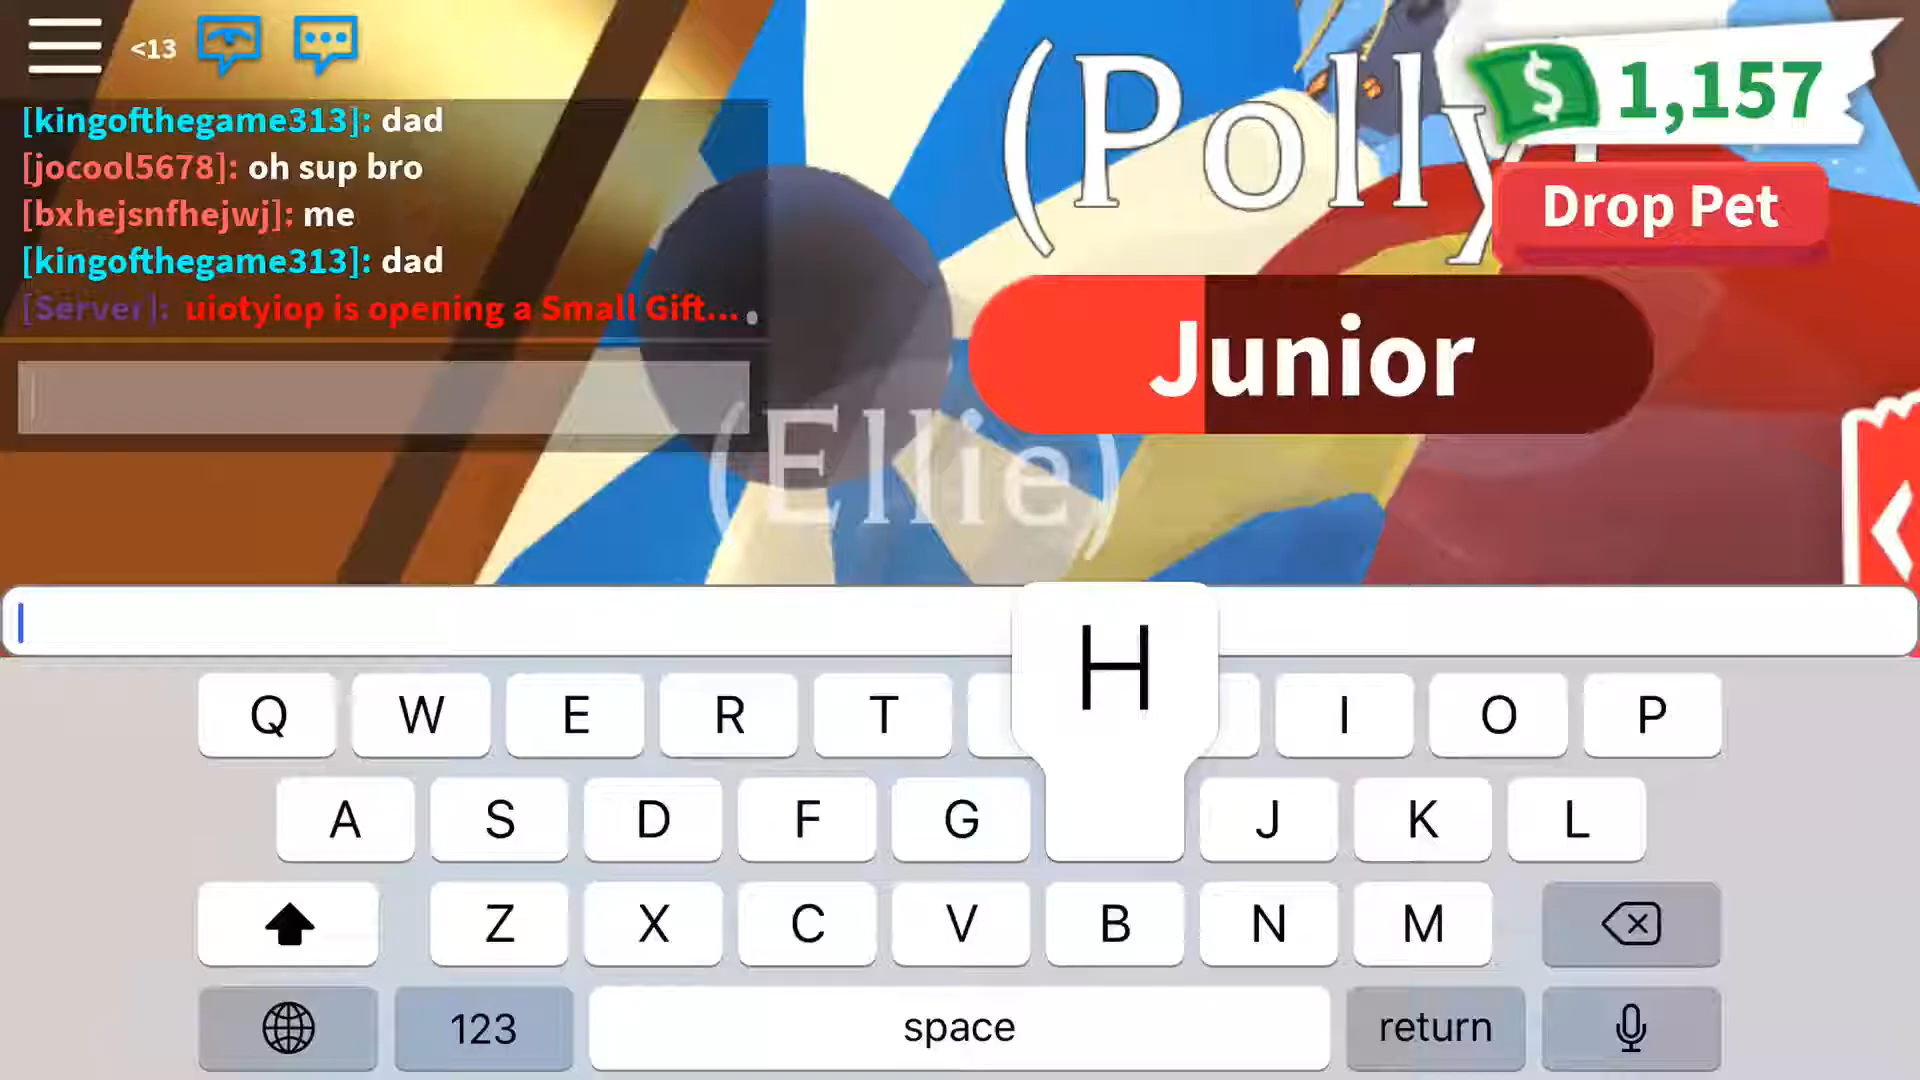 <13
[kingofthegame313]: dad
[jocool5678]: oh sup bro
[bxhejsnfhejwj]: me
[kingofthegame313]: dad
[Server]: uiotyiop is opening a Small Gift...
(Polly)
$ 1,157
Drop Pet
Junior
(Ellie)
H
Q W E R T I O P
A S D F G J K L
Z X C V B N M
123 space return